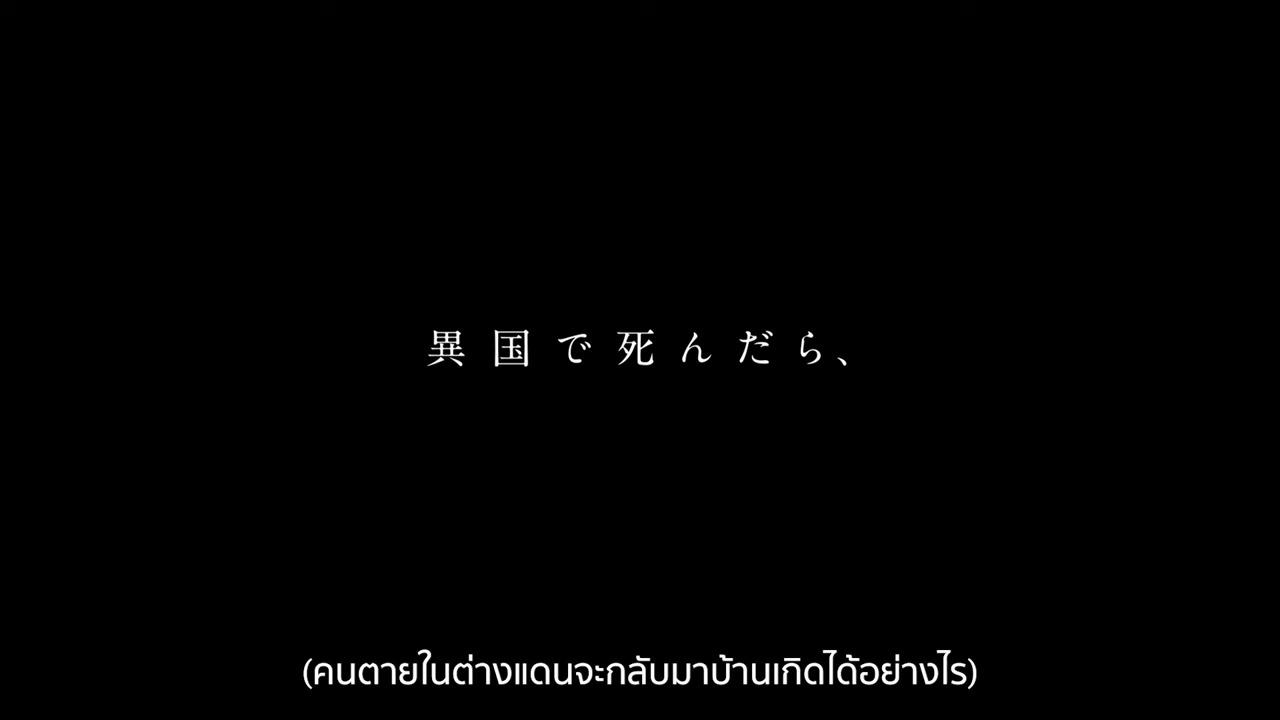 異国で死んだら、
(คนตายในต่างแดนจะกลับมาบ้านเกิดได้อย่างไร)